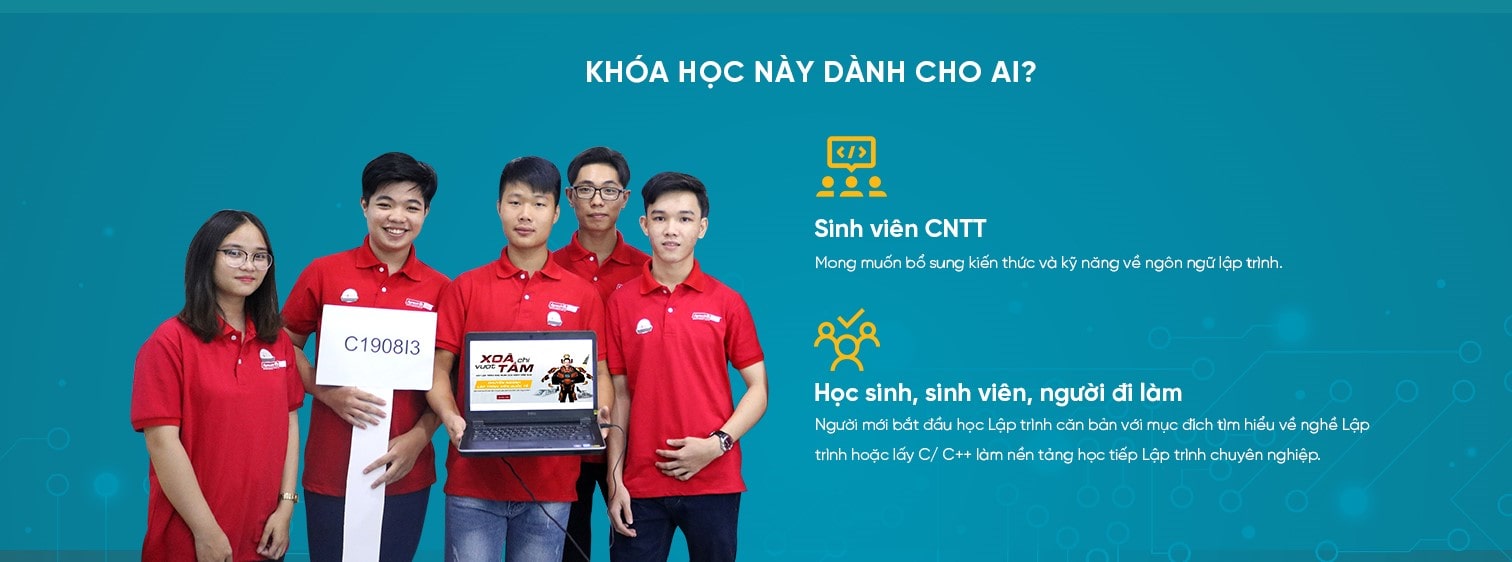 KHÓA HỌC NÀY DÀNH CHO AI?
Sinh viên CNTT
Mong muốn bổ sung kiến thức và kỹ năng về ngôn ngữ lập trình.
Học sinh, sinh viên, người đi làm
Người mới bắt đầu học Lập trình căn bản với mục đích tìm hiểu về nghề Lập
trình hoặc lấy C/ C++ làm nền tảng học tiếp Lập trình chuyên nghiệp.
C1908I3
XOÃ chí
vượt TẦM